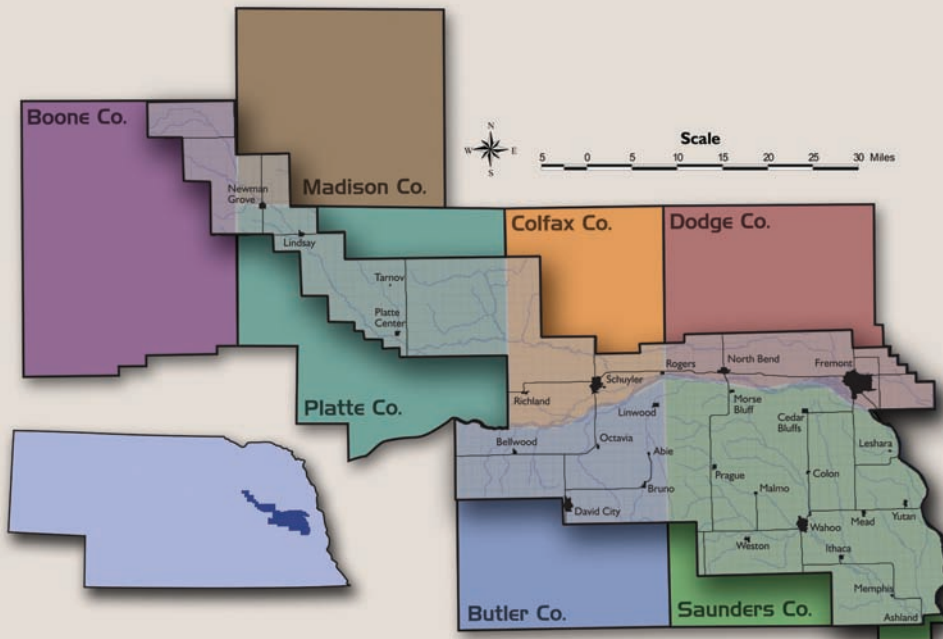 Boone Co.
Madison Co.
N
W
E
S
Scale
5 0 5 10 15 20 25 30 Miles
Newman
Grove
Lindsay
Colfax Co.
Dodge Co.
Tarnov
Platte
Center
Platte Co.
Richland
Schuyler
Rogers
North Bend
Fremont
Linwood
Morse
Bluff
Cedar
Bluffs
Bellwood
Octavia
Abie
Leshara
Prague
Colon
Bruno
Malmo
David City
Wahoo
Mead
Yutan
Weston
Ithaca
Memphis
Ashland
Butler Co.
Saunders Co.